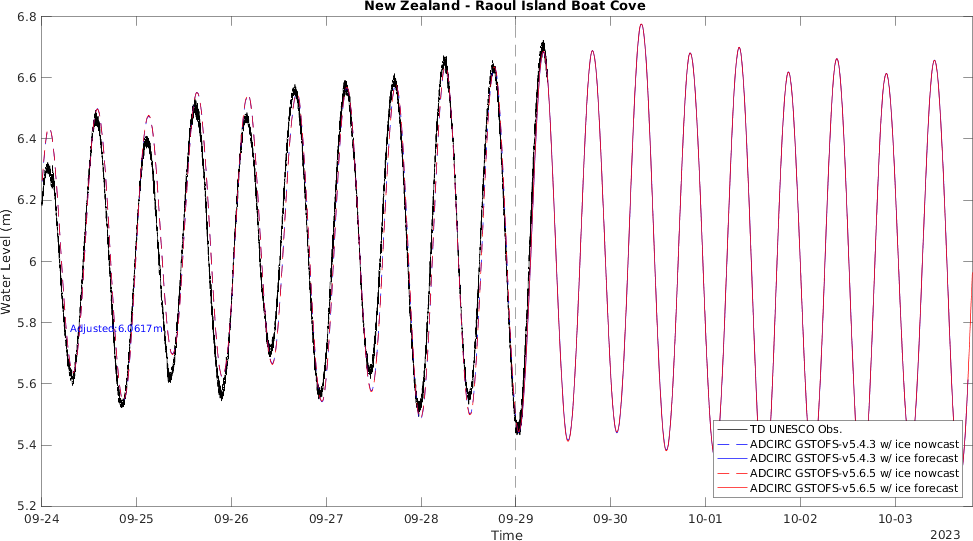 New Zealand - Raoul Island Boat Cove
6.8
6.6
6.4
6.2
6
5.8
5.6
5.4
5.2
Water Level (m)
Adjusted:6.0617m
TD UNESCO Obs.
ADCIRC GSTOFS-v5.4.3 w/ ice nowcast
ADCIRC GSTOFS-v5.4.3 w/ ice forecast
ADCIRC GSTOFS-v5.6.5 w/ ice nowcast
ADCIRC GSTOFS-v5.6.5 w/ ice forecast
09-24 09-25 09-26 09-27 09-28 09-29 09-30 10-01 10-02 10-03
Time
2023